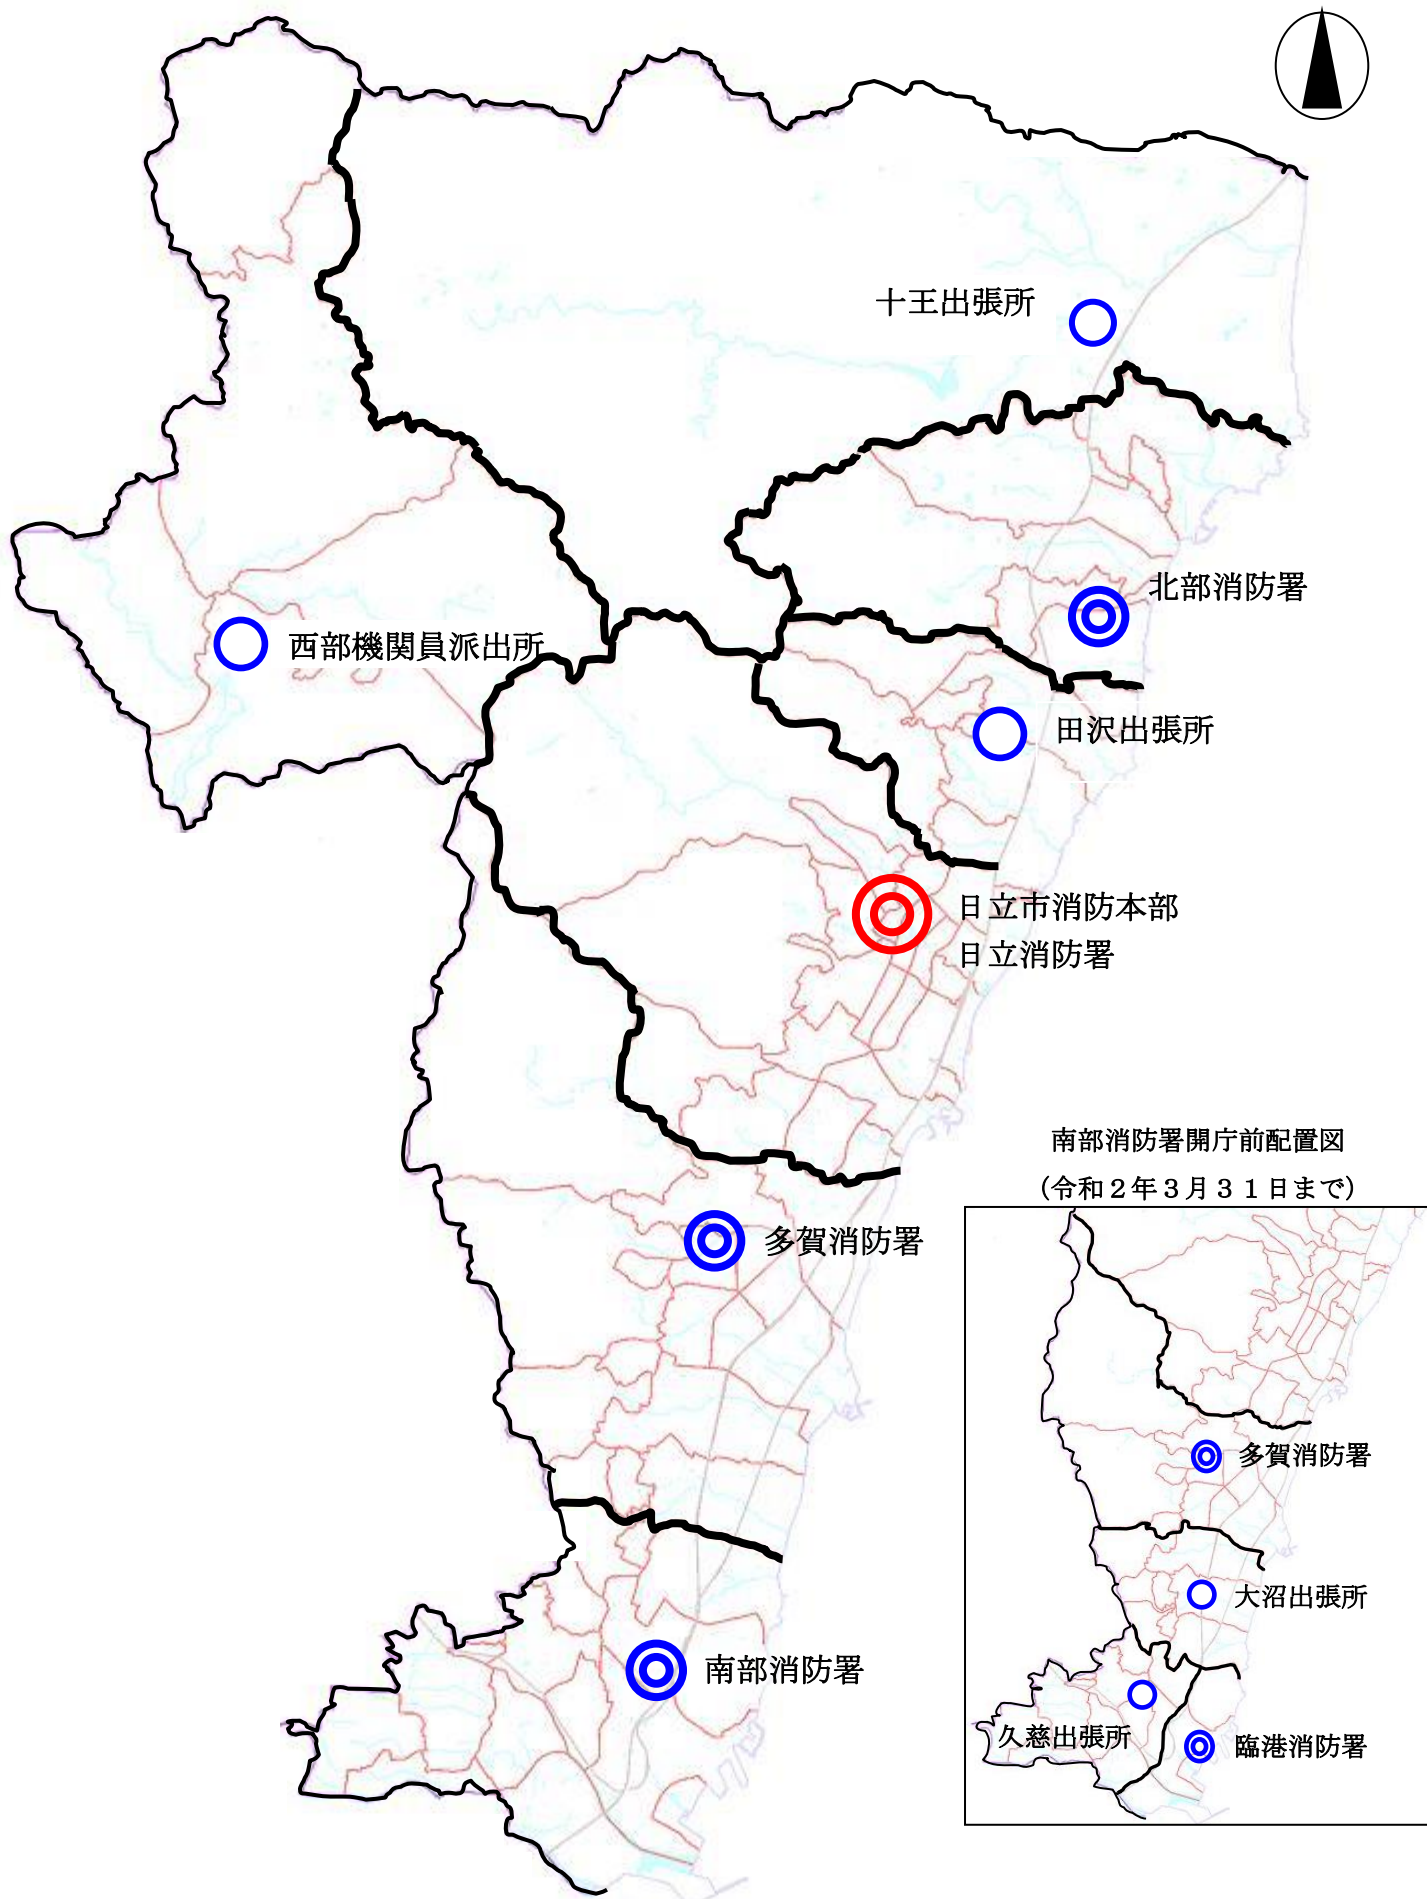 十王出張所
北部消防署
西部機関員派出所
田沢出張所
日立市消防本部
日立消防署
多賀消防署
南部消防署
南部消防署開庁前配置図
（令和２年３月３１日まで）
多賀消防署
大沼出張所
久慈出張所
臨港消防署